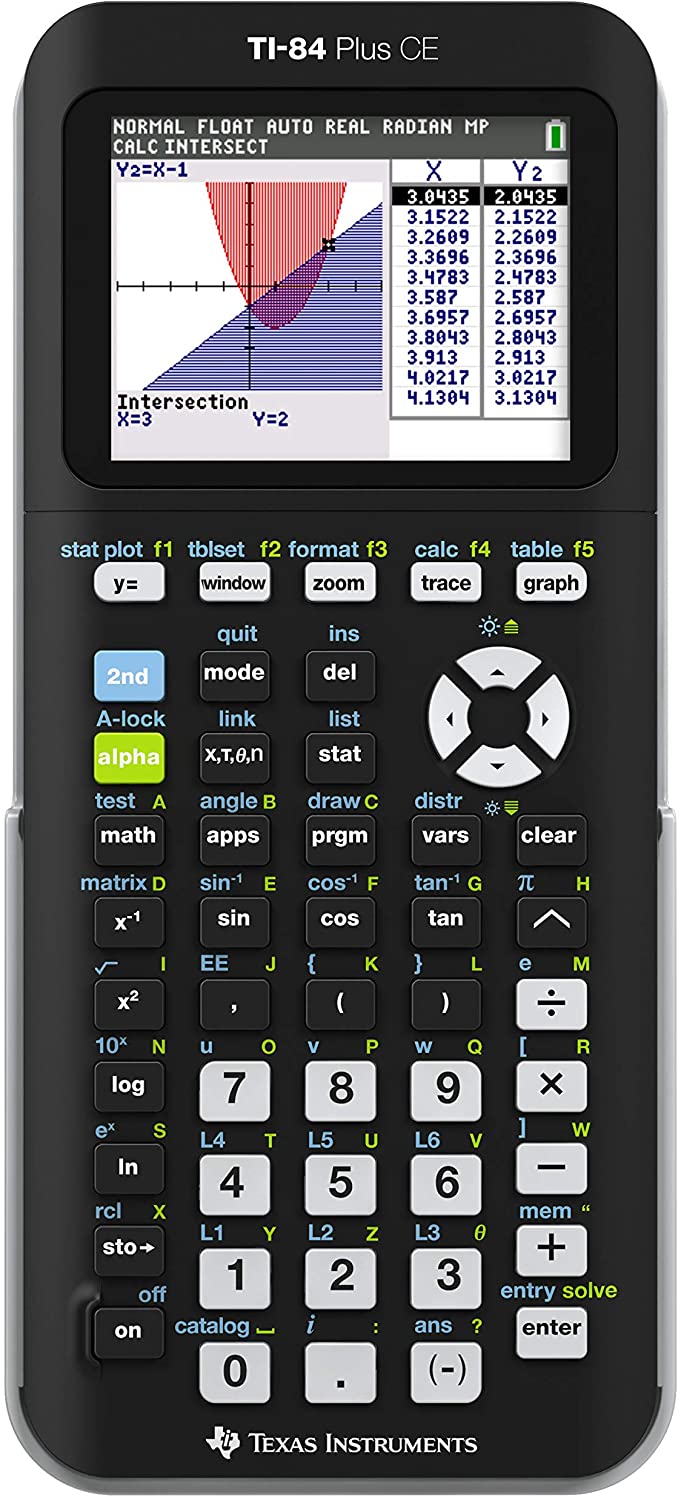 TI-84 Plus CE
NORMAL FLOAT AUTO REAL RADIAN MP
CALC INTERSECT
Y2=X-1
X Y2
3.0435 2.0435
3.1522 2.1522
3.2609 2.2609
3.3696 2.3696
3.4783 2.4783
3.587 2.587
3.6957 2.6957
3.8043 2.8043
3.913 2.913
4.0217 3.0217
4.1304 3.1304
Intersection
X=3 Y=2
stat plot f1 tblset f2 format f3 calc f4 table f5
y= window zoom trace graph
quit ins
2nd mode del
A-lock link list
alpha X,T,θ,n stat
test A angle B draw C distr
math apps prgm vars clear
matrix D sin⁻¹ E cos⁻¹ F tan⁻¹ G π H
x⁻¹ sin cos tan ^
√ I EE J { K } L e M
x² , ( ) ÷
10ˣ N u O v P w Q [ R
log 7 8 9 ×
eˣ S L4 T L5 U L6 V ] W
ln 4 5 6 −
rcl X L1 Y L2 Z L3 θ mem “
sto→ 1 2 3 +
off catalog ⎵ i : ans ? entry solve
on 0 . (-) enter
TEXAS INSTRUMENTS